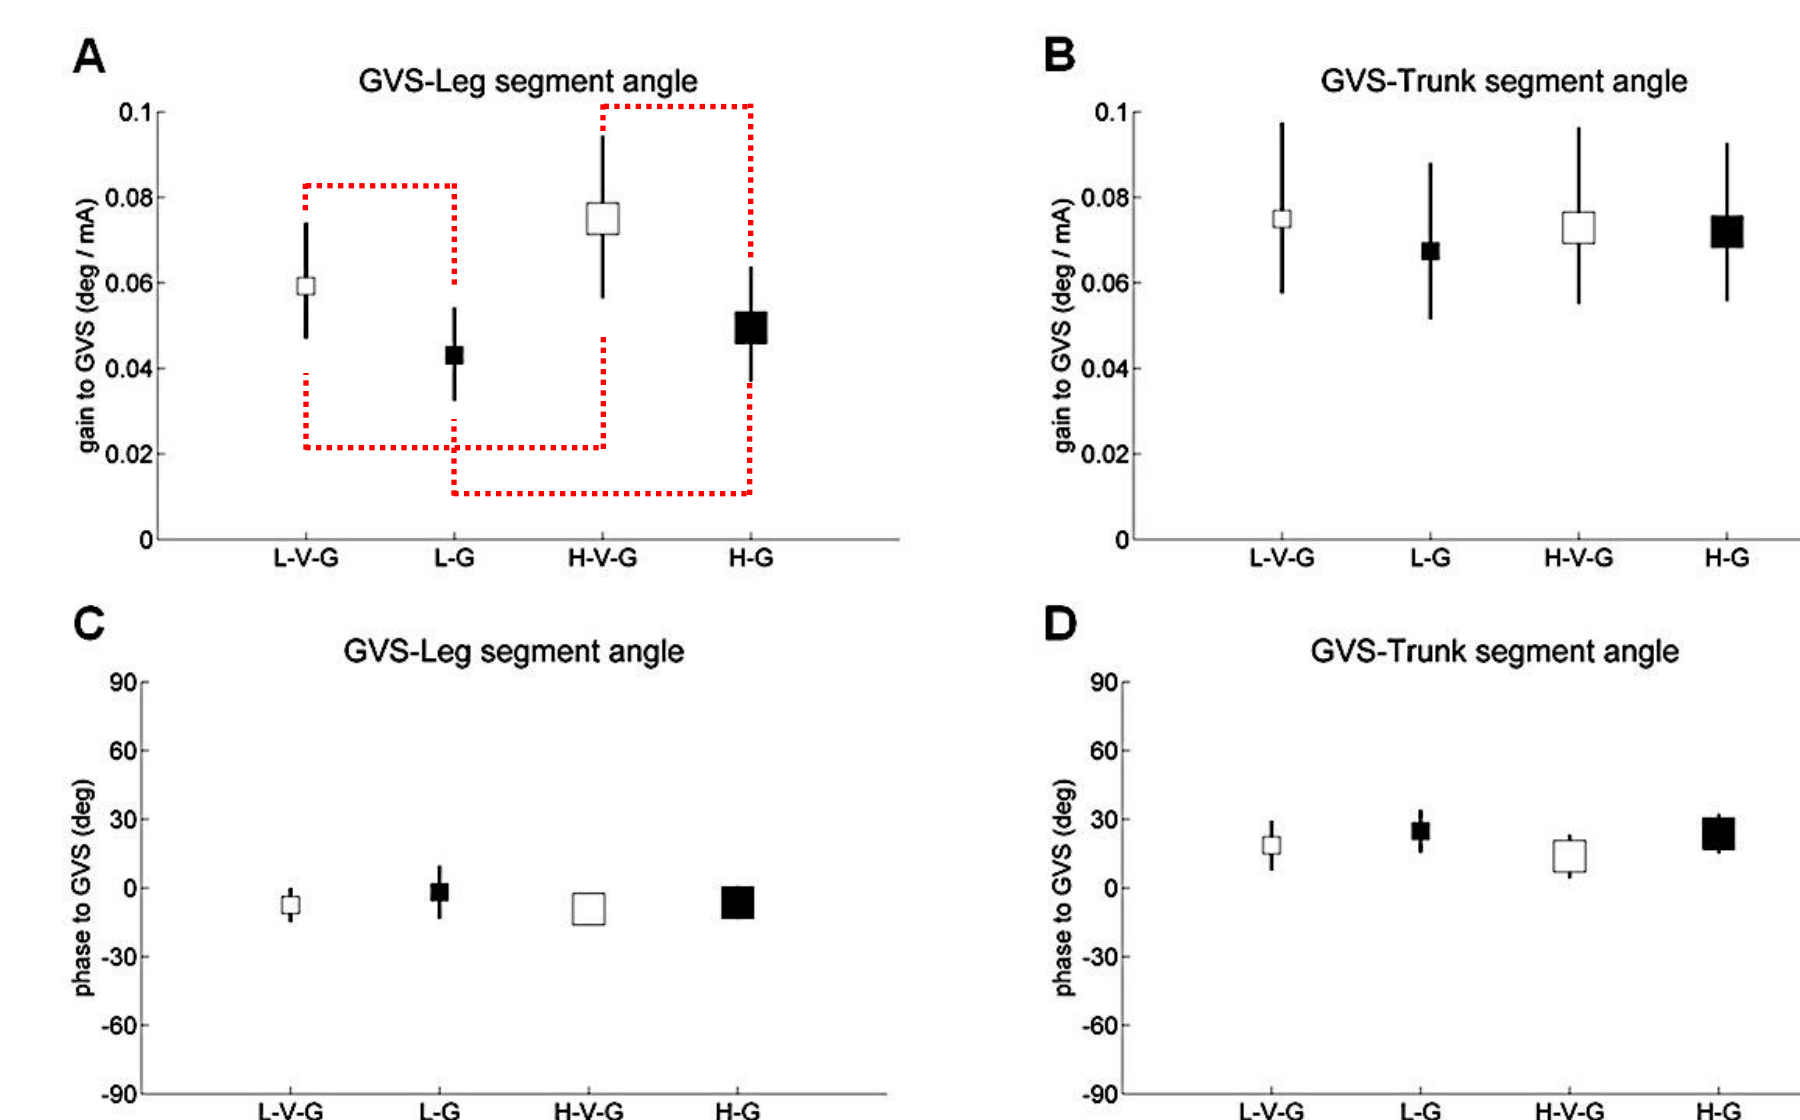 A
GVS-Leg segment angle
gain to GVS (deg / mA)
0.1
0.08
0.06
0.04
0.02
0
L-V-G L-G H-V-G H-G
B
GVS-Trunk segment angle
gain to GVS (deg / mA)
0.1
0.08
0.06
0.04
0.02
0
L-V-G L-G H-V-G H-G
C
GVS-Leg segment angle
phase to GVS (deg)
90
60
30
0
-30
-60
-90
L-V-G L-G H-V-G H-G
D
GVS-Trunk segment angle
phase to GVS (deg)
90
60
30
0
-30
-60
-90
L-V-G L-G H-V-G H-G